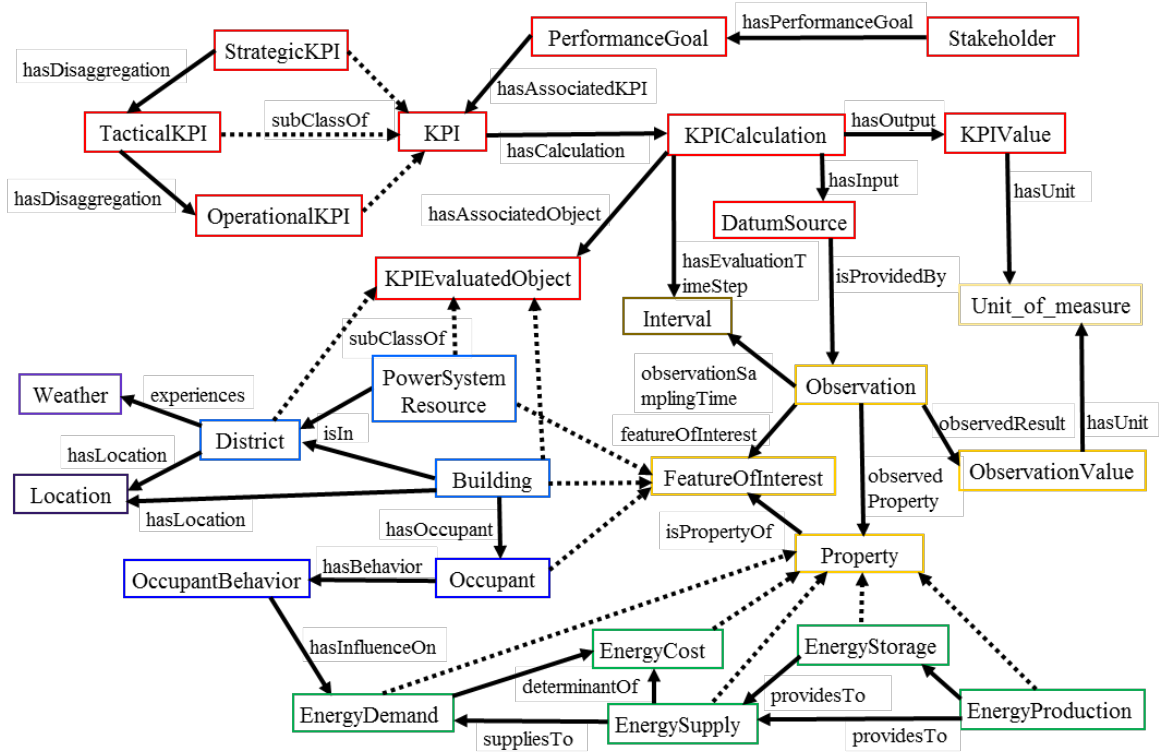 hasPerformanceGoal
StrategicKPI
PerformanceGoal
Stakeholder
hasDisaggregation
hasAssociatedKPI
subClassOf
hasOutput
TacticalKPI
KPI
KPICalculation
KPIValue
hasCalculation
hasDisaggregation
hasInput
hasUnit
OperationalKPI
hasAssociatedObject
DatumSource
hasEvaluationT
imeStep
isProvidedBy
KPIEvaluatedObject
Unit_of_measure
Interval
subClassOf
PowerSystem
Resource
Weather
experiences
observationSa
mplingTime
Observation
District
isIn
featureOfInterest
observedResult
hasUnit
hasLocation
Building
FeatureOfInterest
ObservationValue
Location
observed
Property
hasLocation
hasOccupant
isPropertyOf
hasBehavior
Property
OccupantBehavior
Occupant
hasInfluenceOn
EnergyCost
EnergyStorage
determinantOf
providesTo
EnergyDemand
EnergySupply
EnergyProduction
suppliesTo
providesTo